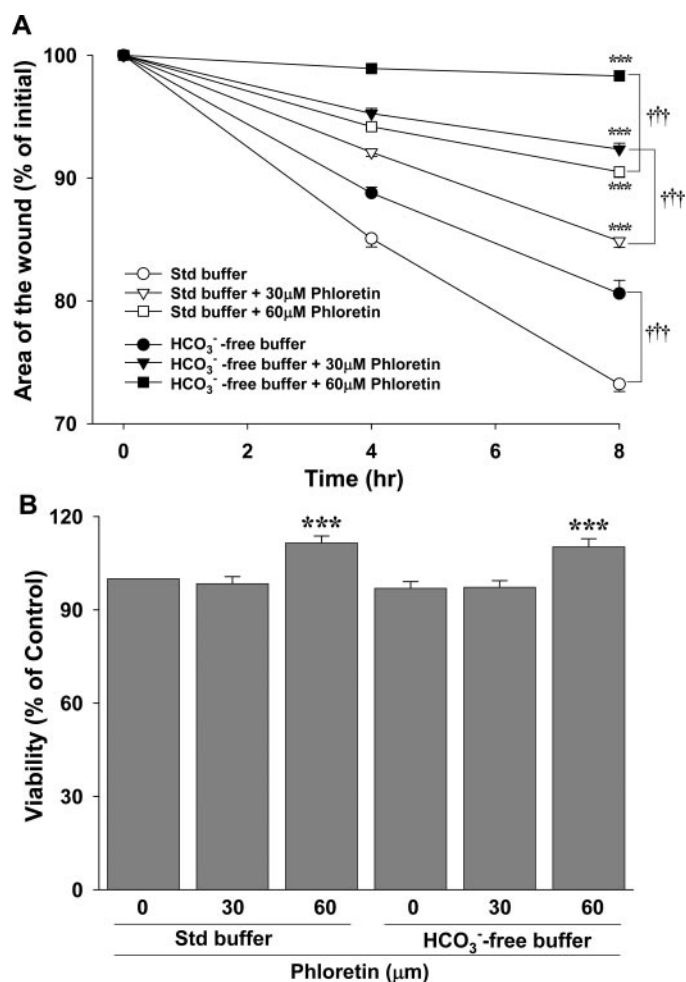 A
Area of the wound (% of initial)
100
90
80
70
***
***
***
***
†††
†††
†††
Std buffer
Std buffer + 30μM Phloretin
Std buffer + 60μM Phloretin
HCO₃⁻ -free buffer
HCO₃⁻ -free buffer + 30μM Phloretin
HCO₃⁻ -free buffer + 60μM Phloretin
0 2 4 6 8
Time (hr)
B
Viability (% of Control)
120
90
60
30
0
*** ***
0 30 60 0 30 60
Std buffer HCO₃⁻-free buffer
Phloretin (μm)